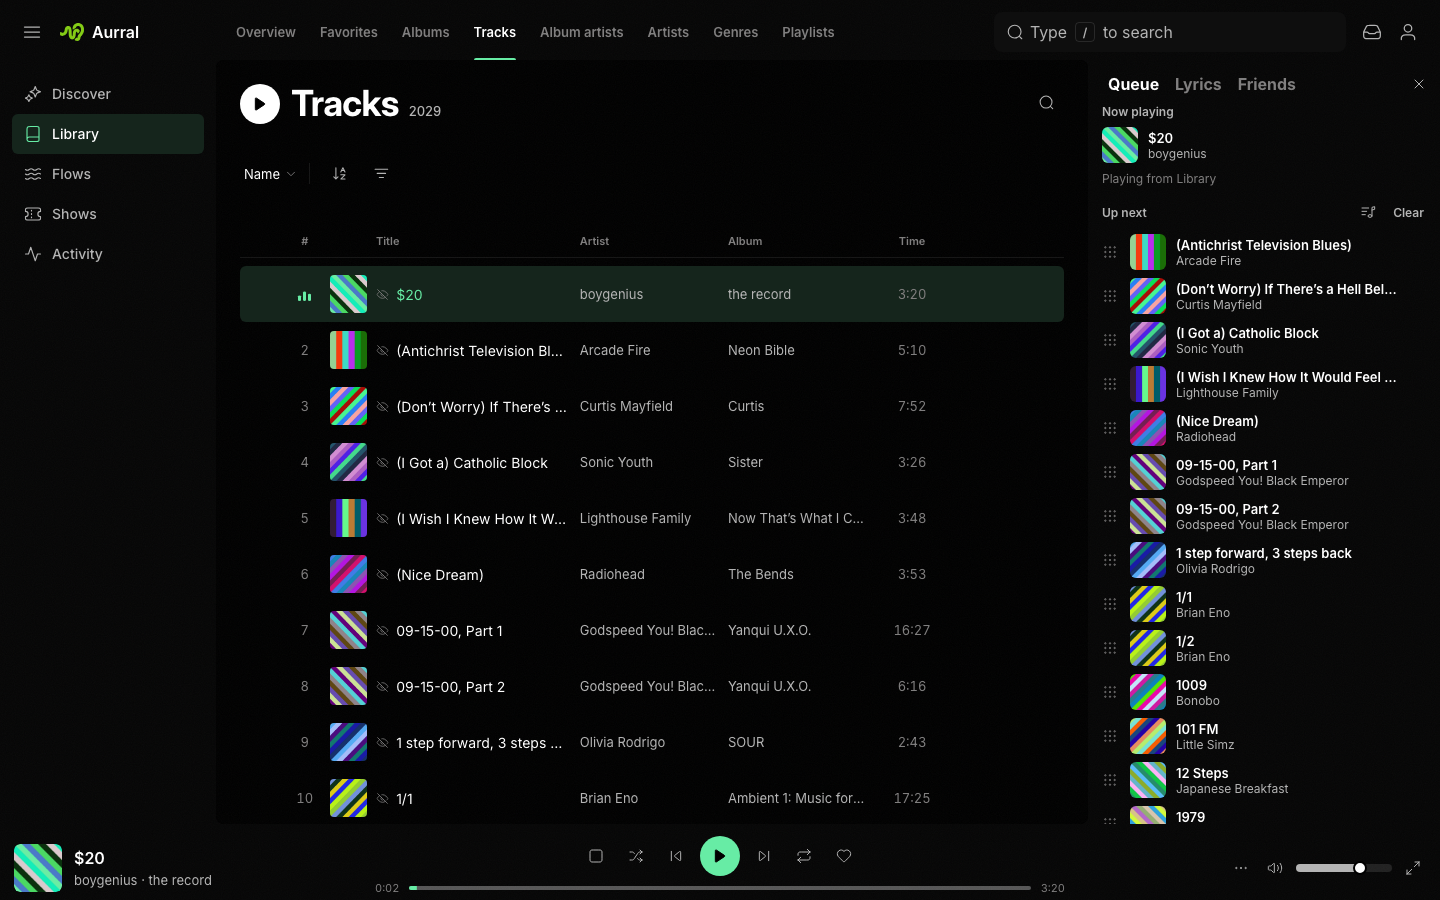 Aurral
Overview Favorites Albums Tracks Album artists Artists Genres Playlists
Type / to search
Discover
Library
Flows
Shows
Activity
Tracks 2029
Name
# Title Artist Album Time
$20 boygenius the record 3:20
2 (Antichrist Television Bl... Arcade Fire Neon Bible 5:10
3 (Don’t Worry) If There’s ... Curtis Mayfield Curtis 7:52
4 (I Got a) Catholic Block Sonic Youth Sister 3:26
5 (I Wish I Knew How It W... Lighthouse Family Now That’s What I C... 3:48
6 (Nice Dream) Radiohead The Bends 3:53
7 09-15-00, Part 1 Godspeed You! Blac... Yanqui U.X.O. 16:27
8 09-15-00, Part 2 Godspeed You! Blac... Yanqui U.X.O. 6:16
9 1 step forward, 3 steps ... Olivia Rodrigo SOUR 2:43
10 1/1 Brian Eno Ambient 1: Music for... 17:25
Queue Lyrics Friends
Now playing
$20
boygenius
Playing from Library
Up next Clear
(Antichrist Television Blues)
Arcade Fire
(Don’t Worry) If There’s a Hell Bel...
Curtis Mayfield
(I Got a) Catholic Block
Sonic Youth
(I Wish I Knew How It Would Feel ...
Lighthouse Family
(Nice Dream)
Radiohead
09-15-00, Part 1
Godspeed You! Black Emperor
09-15-00, Part 2
Godspeed You! Black Emperor
1 step forward, 3 steps back
Olivia Rodrigo
1/1
Brian Eno
1/2
Brian Eno
1009
Bonobo
101 FM
Little Simz
12 Steps
Japanese Breakfast
1979
$20
boygenius · the record
0:02 3:20